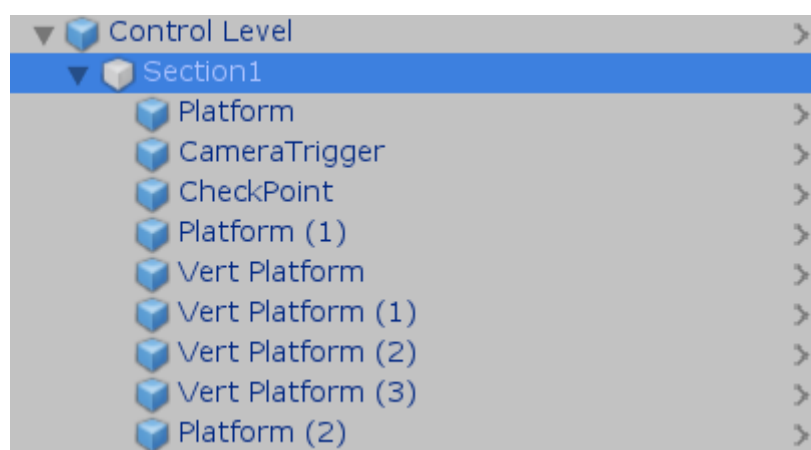 Control Level
Section1
Platform
CameraTrigger
CheckPoint
Platform (1)
Vert Platform
Vert Platform (1)
Vert Platform (2)
Vert Platform (3)
Platform (2)